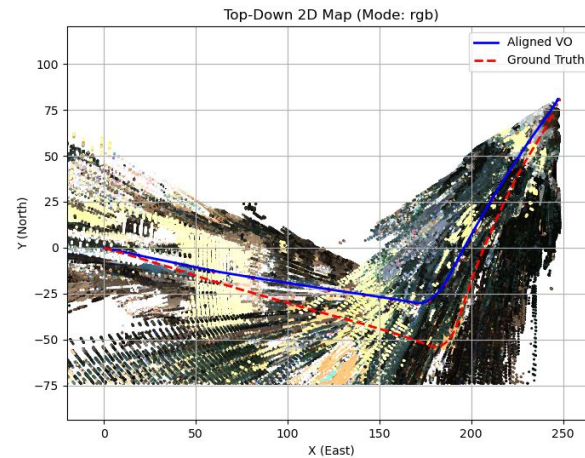 Top-Down 2D Map (Mode: rgb)
Aligned VO
Ground Truth
100
75
50
25
0
−25
−50
−75
Y (North)
0
50
100
150
200
250
X (East)